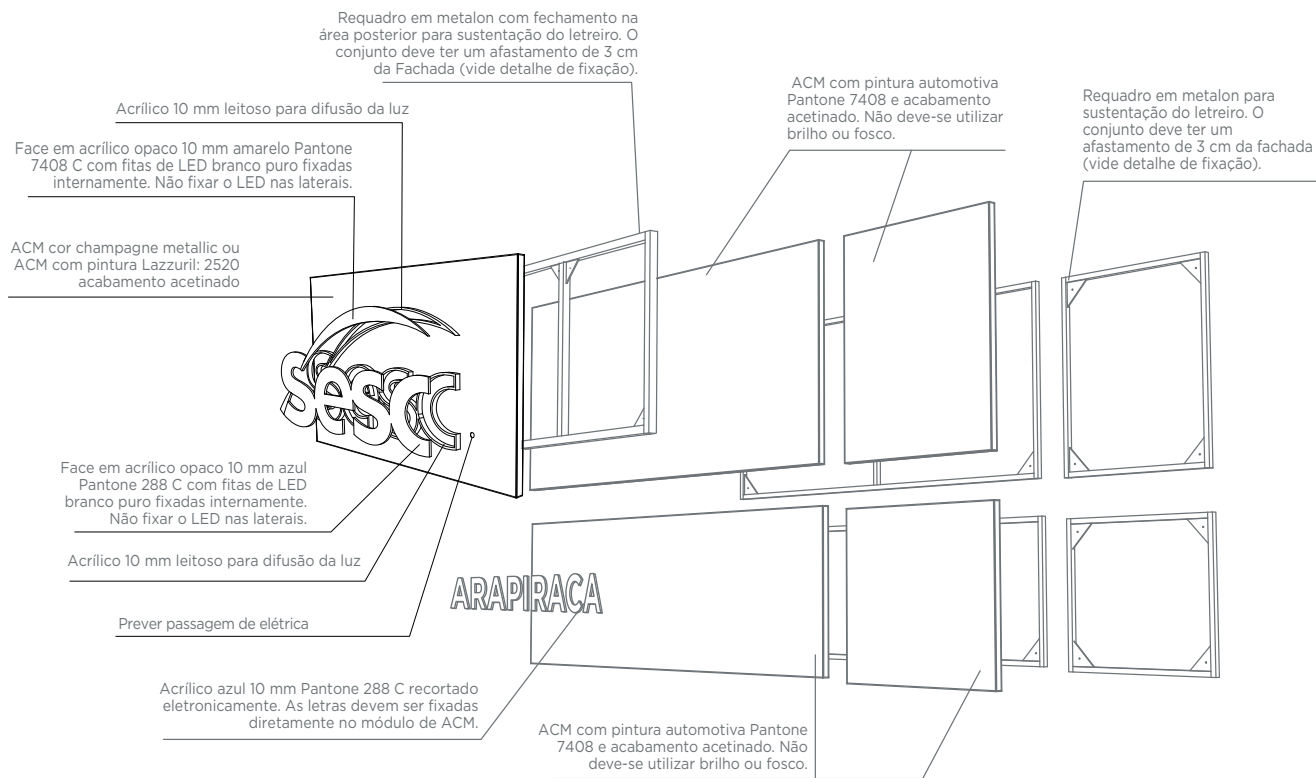 Requadro em metalon com fechamento na
área posterior para sustentação do letreiro. O
conjunto deve ter um afastamento de 3 cm
da Fachada (vide detalhe de fixação).
ACM com pintura automotiva
Pantone 7408 e acabamento
acetinado. Não deve-se utilizar
brilho ou fosco.
Requadro em metalon para
sustentação do letreiro. O
conjunto deve ter um
afastamento de 3 cm da fachada
(vide detalhe de fixação).
Acrílico 10 mm leitoso para difusão da luz
Face em acrílico opaco 10 mm amarelo Pantone
7408 C com fitas de LED branco puro fixadas
internamente. Não fixar o LED nas laterais.
ACM cor champagne metallic ou
ACM com pintura Lazzuril: 2520
acabamento acetinado
sesc
Face em acrílico opaco 10 mm azul
Pantone 288 C com fitas de LED
branco puro fixadas internamente.
Não fixar o LED nas laterais.
Acrílico 10 mm leitoso para difusão da luz
ARAPIRACA
Prever passagem de elétrica
Acrílico azul 10 mm Pantone 288 C recortado
eletronicamente. As letras devem ser fixadas
diretamente no módulo de ACM.
ACM com pintura automotiva Pantone
7408 e acabamento acetinado. Não
deve-se utilizar brilho ou fosco.